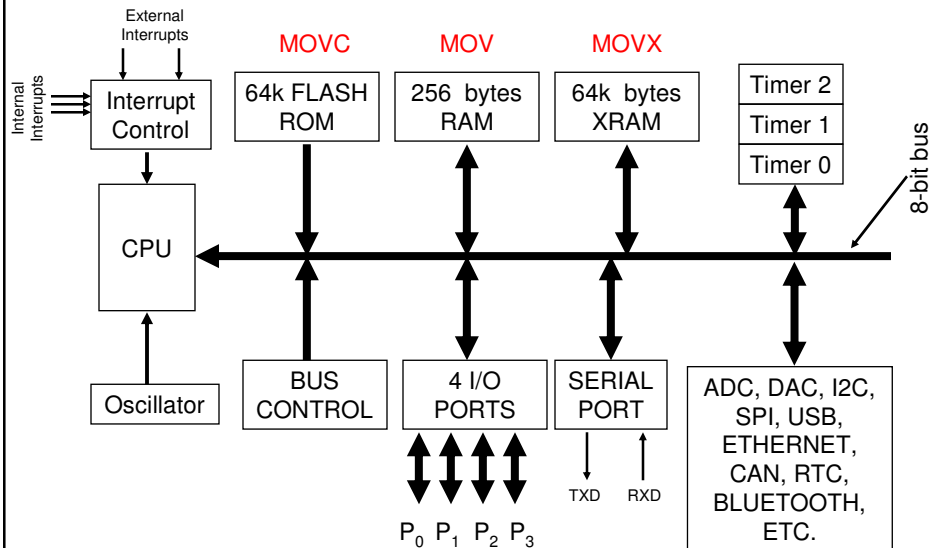 External
Interrupts
MOVC
MOV
MOVX
Internal
Interrupts
Interrupt
Control
64k FLASH
ROM
256 bytes
RAM
64k bytes
XRAM
Timer 2
Timer 1
Timer 0
8-bit bus
CPU
Oscillator
BUS
CONTROL
4 I/O
PORTS
SERIAL
PORT
ADC, DAC, I2C,
SPI, USB,
ETHERNET,
CAN, RTC,
BLUETOOTH,
ETC.
TXD
RXD
P0 P1 P2 P3